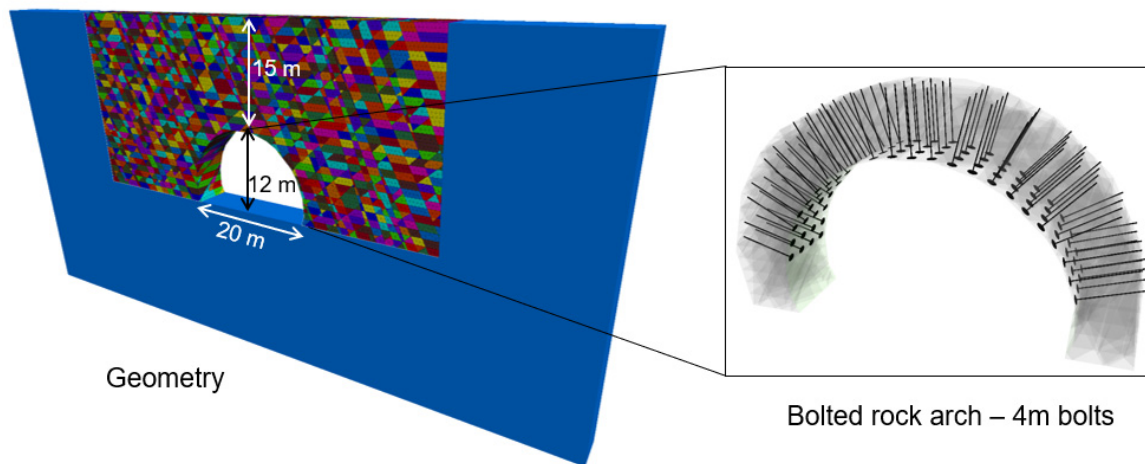 15 m
12 m
20 m
Geometry
Bolted rock arch – 4m bolts